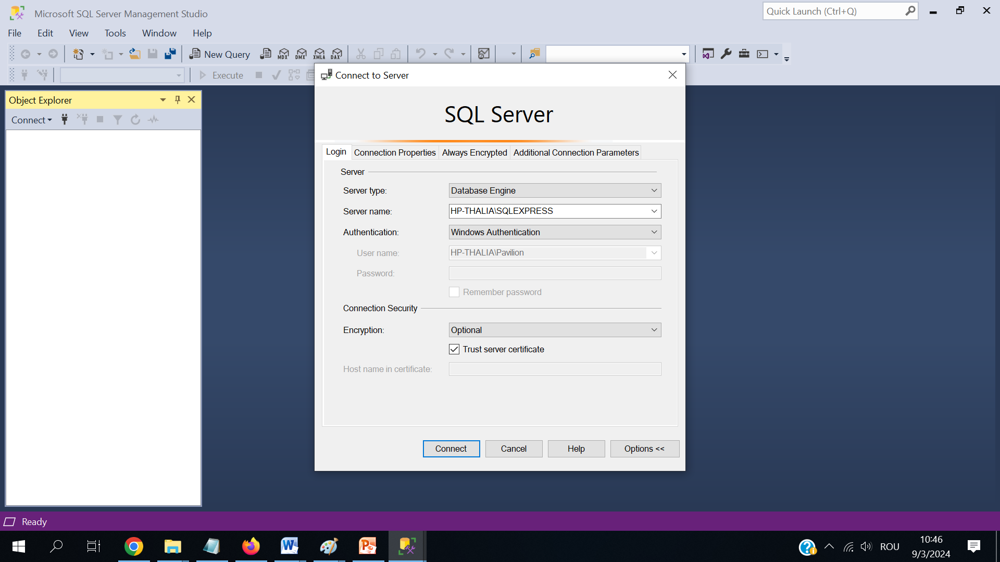 Microsoft SQL Server Management Studio
Quick Launch (Ctrl+Q)
File Edit View Tools Window Help
New Query MDX DMX XMLA DAX
Execute
Object Explorer
Connect
Connect to Server
SQL Server
Login Connection Properties Always Encrypted Additional Connection Parameters
Server
Server type: Database Engine
Server name: HP-THALIA\SQLEXPRESS
Authentication: Windows Authentication
User name: HP-THALIA\Pavilion
Password:
Remember password
Connection Security
Encryption: Optional
Trust server certificate
Host name in certificate:
Connect Cancel Help Options <<
Ready
ROU
10:46
9/3/2024